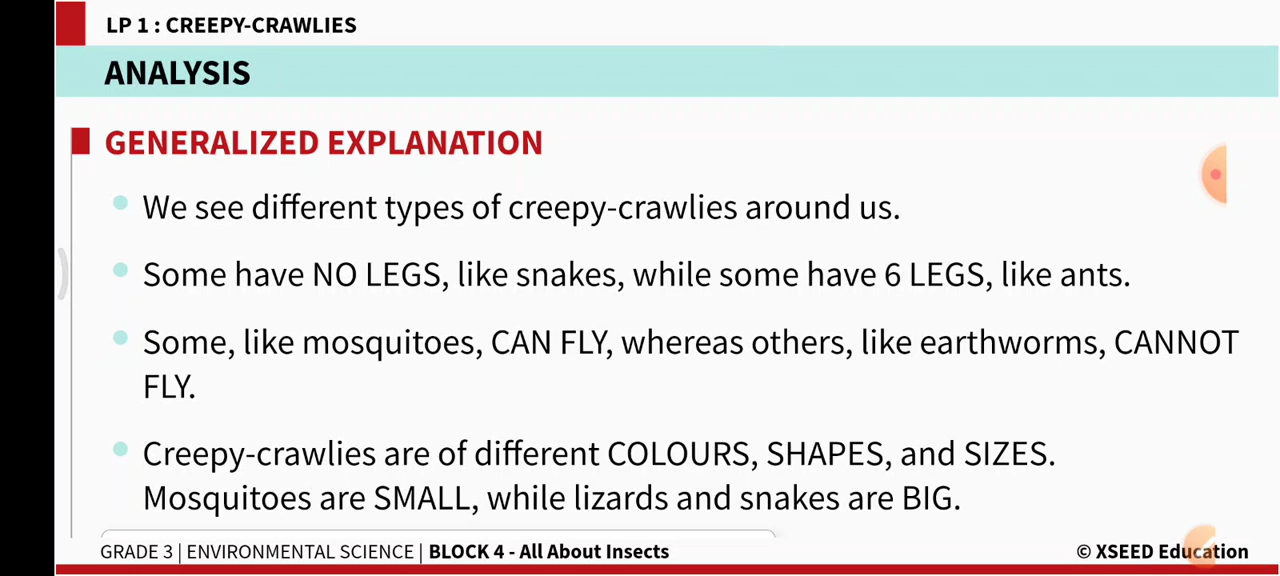 LP 1 : CREEPY-CRAWLIES
ANALYSIS
GENERALIZED EXPLANATION
We see different types of creepy-crawlies around us.
Some have NO LEGS, like snakes, while some have 6 LEGS, like ants.
Some, like mosquitoes, CAN FLY, whereas others, like earthworms, CANNOT
FLY.
Creepy-crawlies are of different COLOURS, SHAPES, and SIZES.
Mosquitoes are SMALL, while lizards and snakes are BIG.
GRADE 3 | ENVIRONMENTAL SCIENCE | BLOCK 4 - All About Insects
© XSEED Education